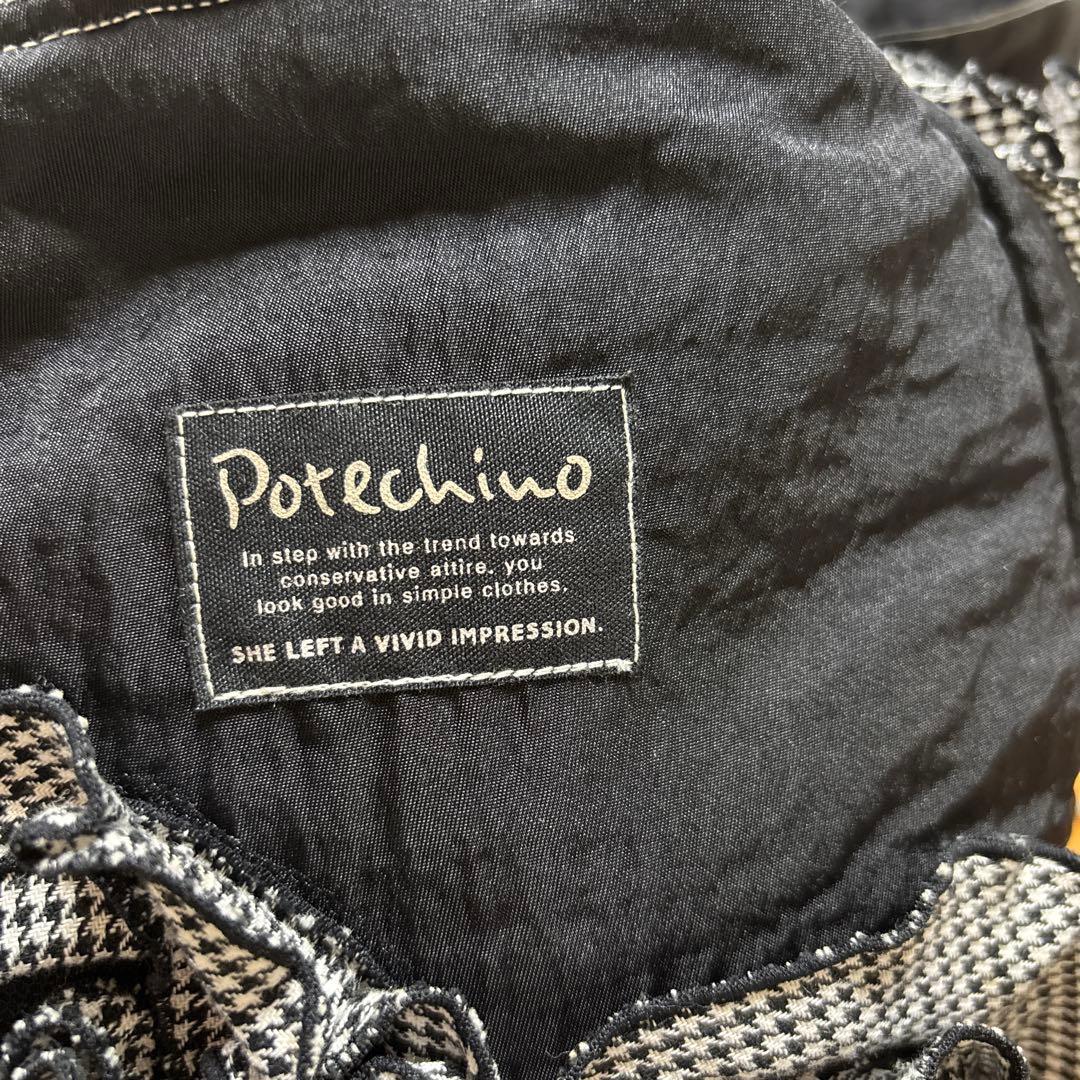 Potechino
In step with the trend towards
conservative attire. you
look good in simple clothes.
SHE LEFT A VIVID IMPRESSION.